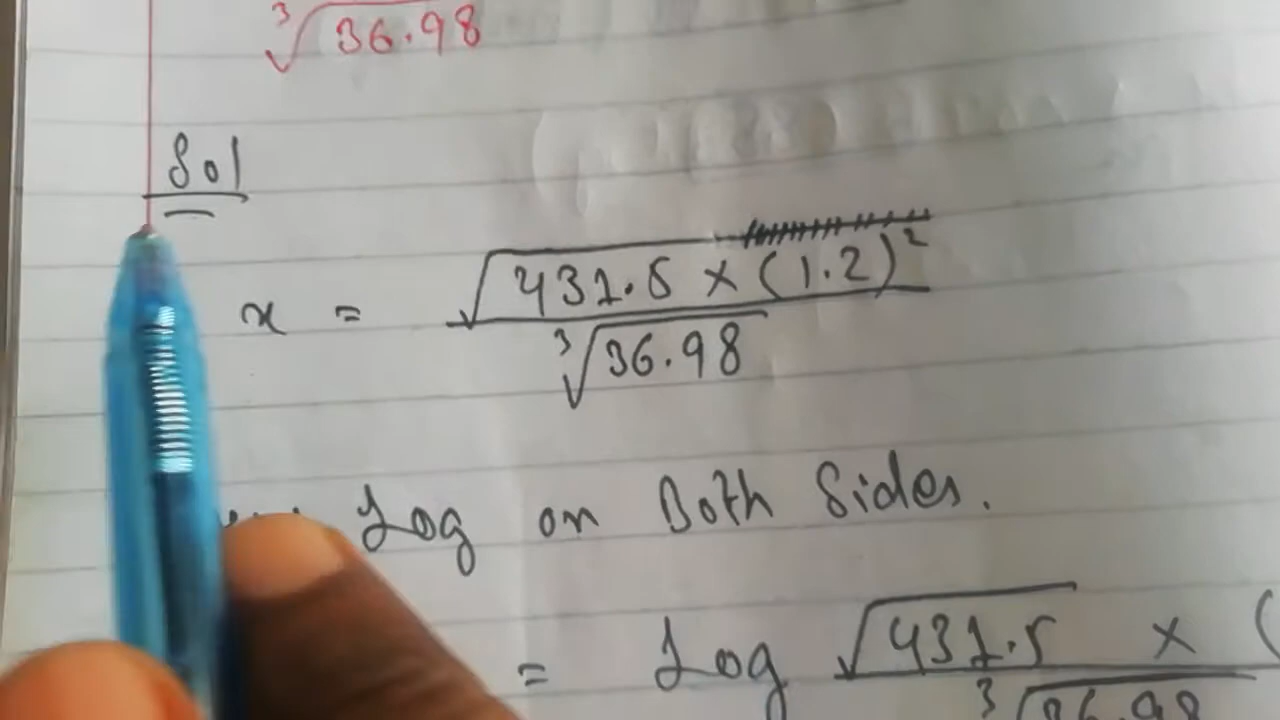 ∛36.98
Sol
x = √431.5 × (1.2)²
∛36.98
Log on Both Sides.
= Log √431.5 × (
∛36.98